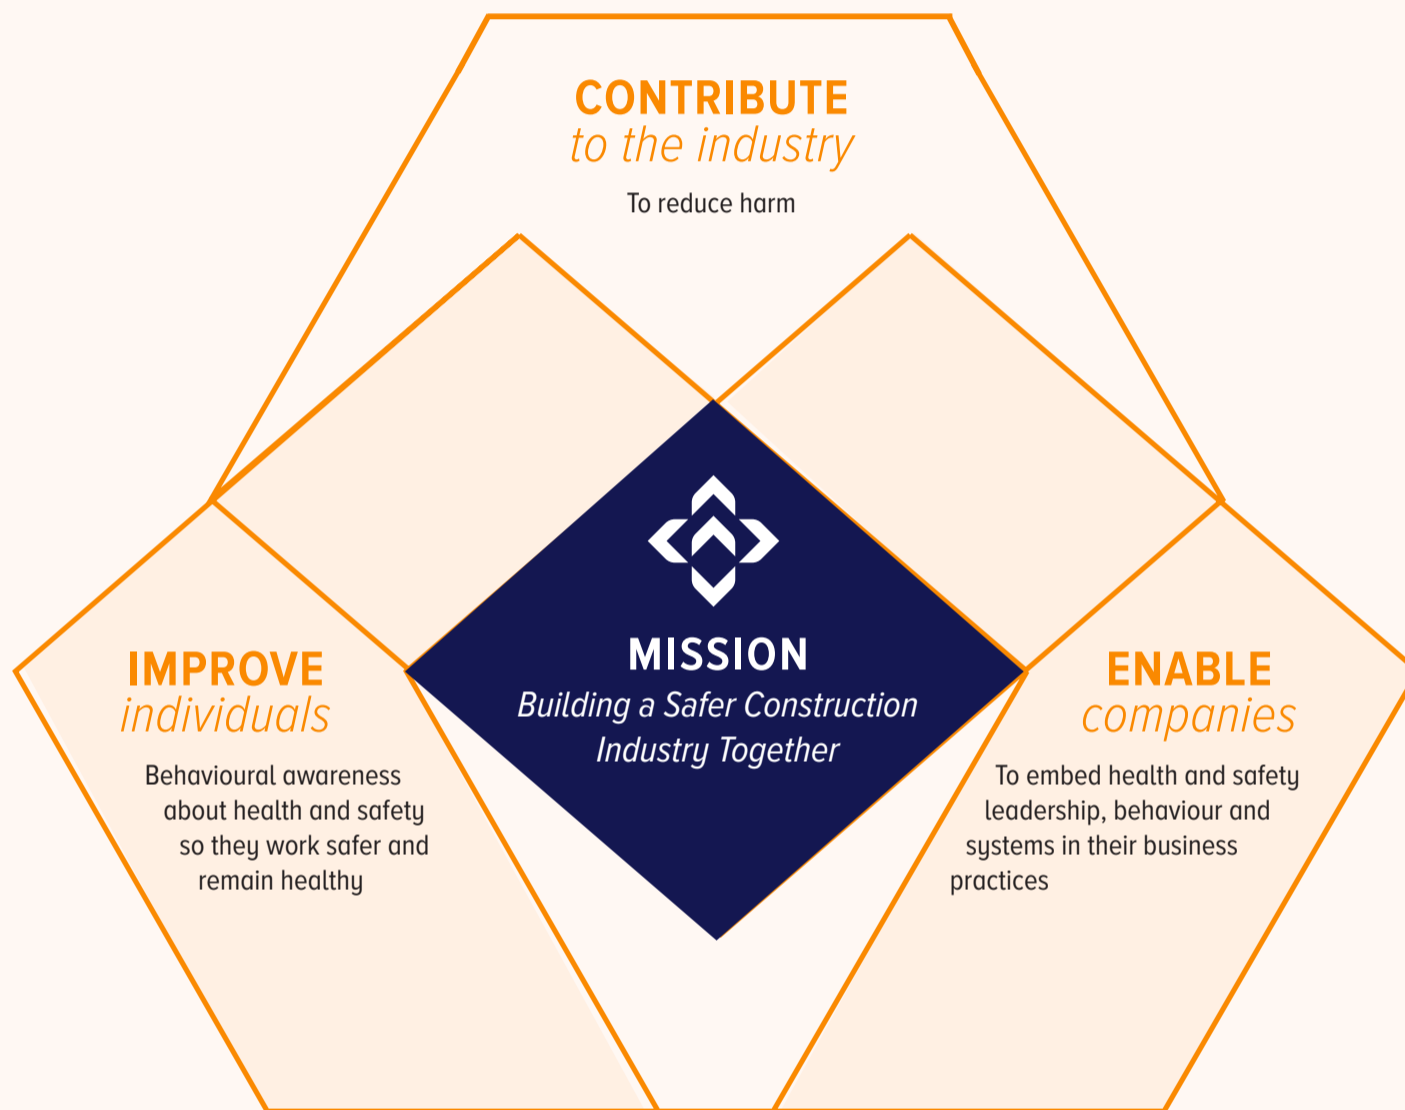 CONTRIBUTE
to the industry
To reduce harm
MISSION
Building a Safer Construction
Industry Together
IMPROVE
individuals
Behavioural awareness
about health and safety
so they work safer and
remain healthy
ENABLE
companies
To embed health and safety
leadership, behaviour and
systems in their business
practices